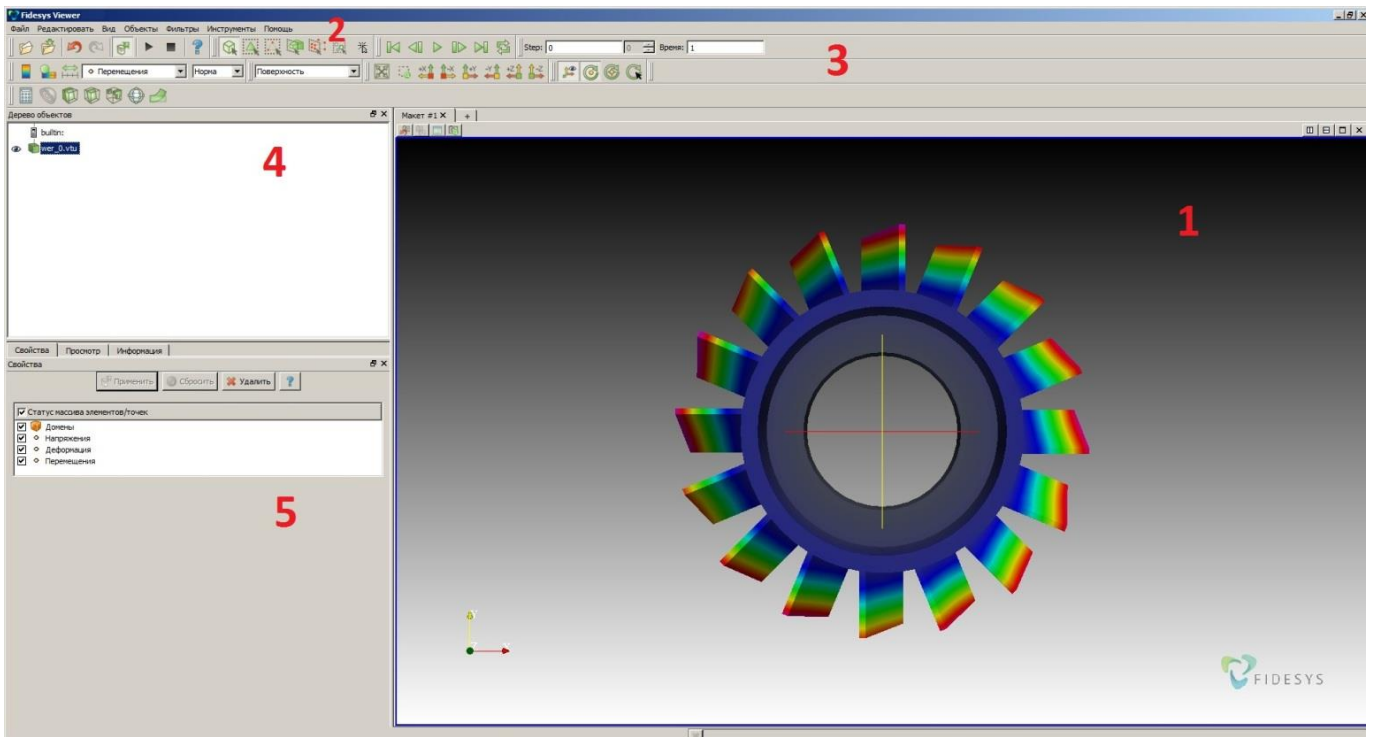 Fidesys Viewer
Файл Редактировать Вид Объекты Фильтры Инструменты Помощь
2
Step: 0 0 Время: 1
Перемещения Норма Поверхность
3
Дерево объектов
Макет #1 X +
builtin:
wer_0.vtu
4
1
Свойства Просмотр Информация
Свойства
Применить Сбросить Удалить ?
Статус массива элементов/точек
Домены
Напряжения
Деформация
Перемещения
5
Y
X
FIDESYS